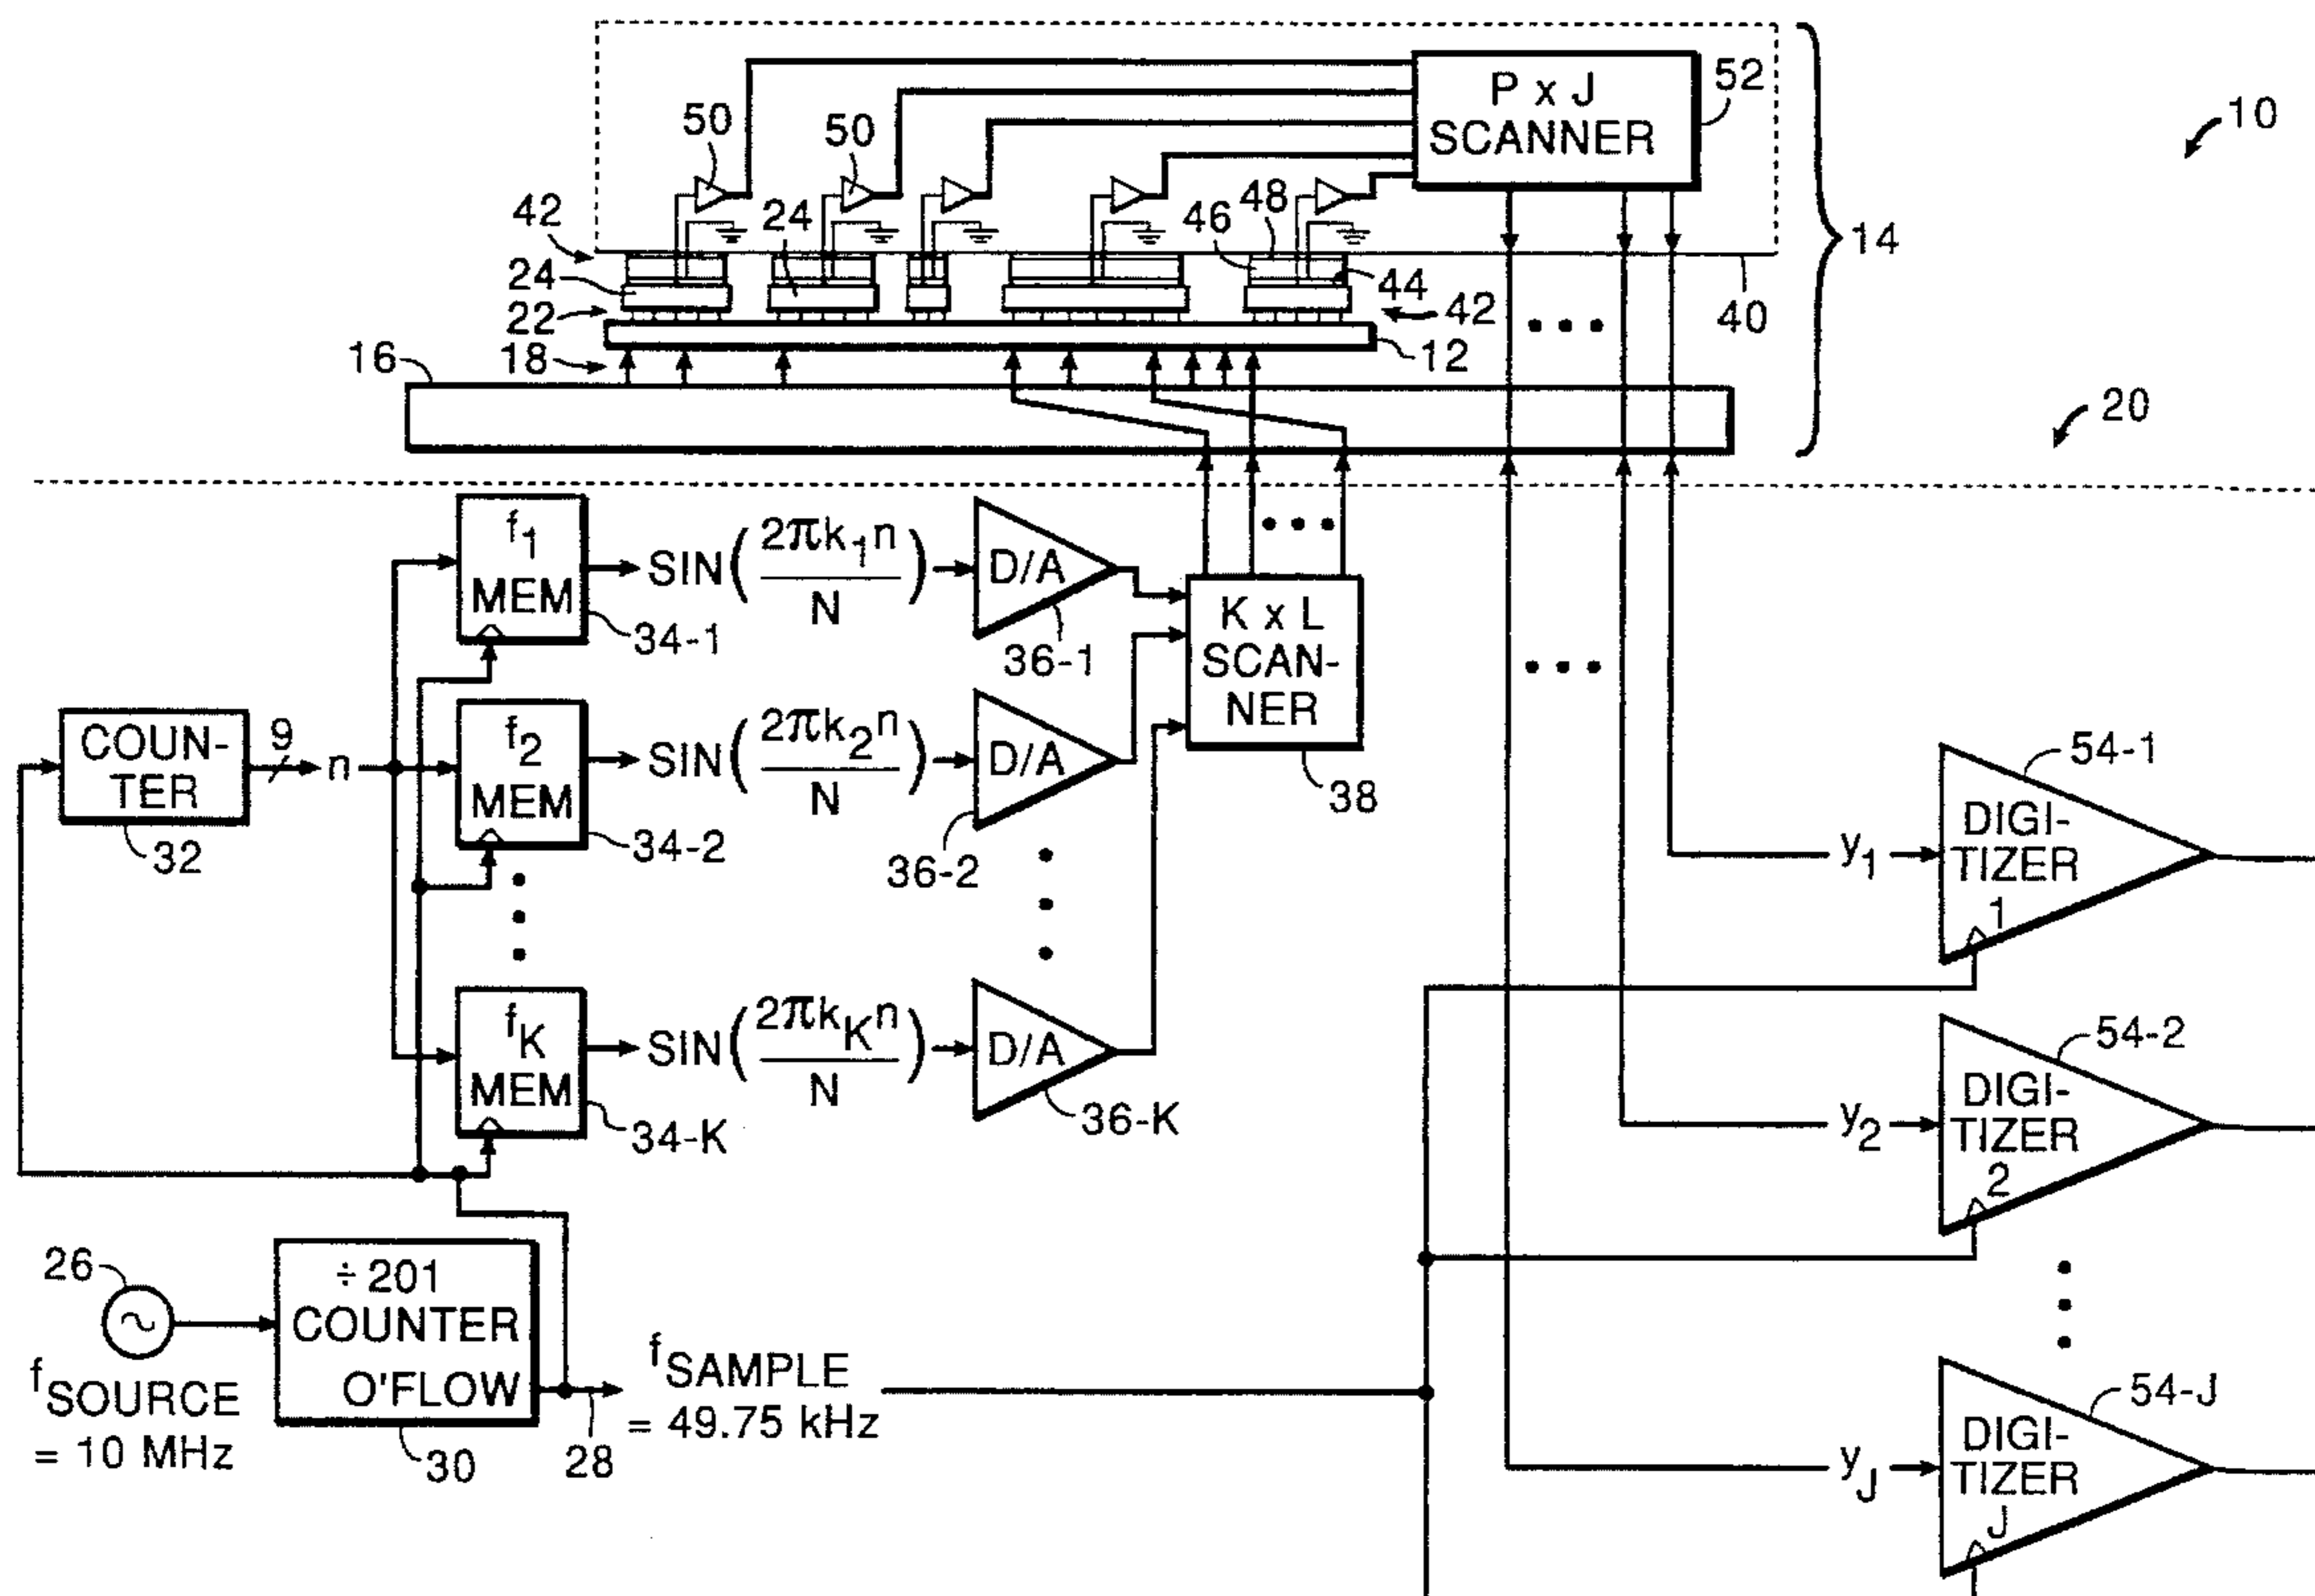 P x J
SCANNER
52
10
50
50
42
24
46
48
14
24
44
22
42
40
18
12
16
20
f1
MEM
SIN(2πk1n/N)
D/A
34-1
36-1
K x L
SCAN-
NER
38
COUN-
TER
32
9
n
f2
MEM
SIN(2πk2n/N)
D/A
34-2
36-2
fK
MEM
SIN(2πkKn/N)
D/A
34-K
36-K
y1
DIGI-
TIZER
1
54-1
y2
DIGI-
TIZER
2
54-2
yJ
DIGI-
TIZER
J
54-J
26
fSOURCE
= 10 MHz
÷ 201
COUNTER
O'FLOW
30
28
fSAMPLE
= 49.75 kHz